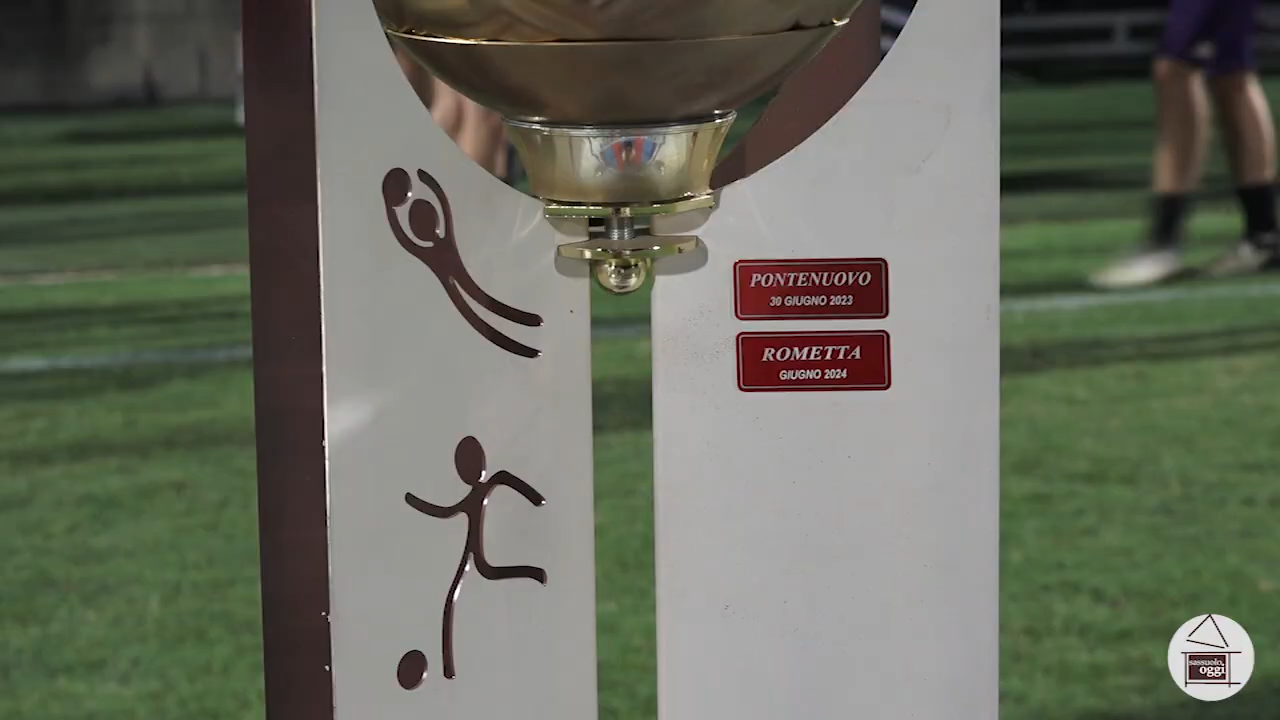 PONTENUOVO
30 GIUGNO 2023
ROMETTA
GIUGNO 2024
sassuolo
oggi